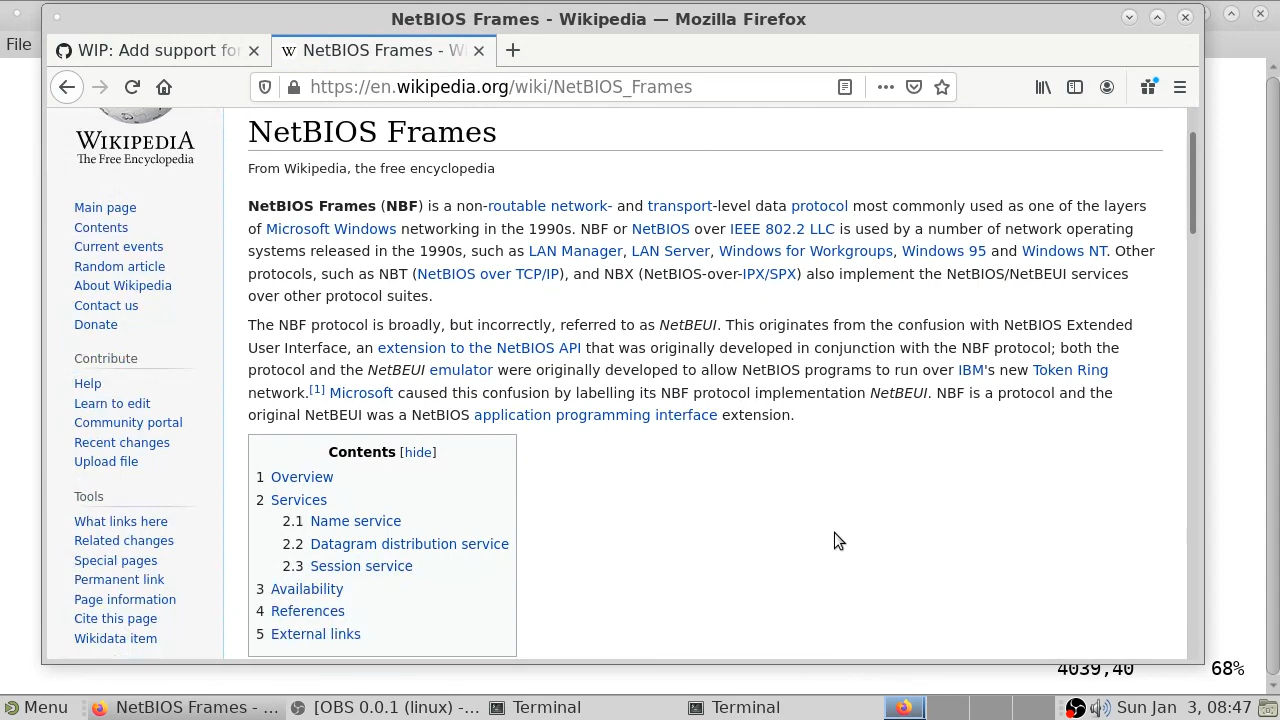 NetBIOS Frames - Wikipedia — Mozilla Firefox
File
WIP: Add support fo
NetBIOS Frames - W
https://en.wikipedia.org/wiki/NetBIOS_Frames
WIKIPEDIA
The Free Encyclopedia
Main page
Contents
Current events
Random article
About Wikipedia
Contact us
Donate
Contribute
Help
Learn to edit
Community portal
Recent changes
Upload file
Tools
What links here
Related changes
Special pages
Permanent link
Page information
Cite this page
Wikidata item
NetBIOS Frames
From Wikipedia, the free encyclopedia
NetBIOS Frames (NBF) is a non-routable network- and transport-level data protocol most commonly used as one of the layers
of Microsoft Windows networking in the 1990s. NBF or NetBIOS over IEEE 802.2 LLC is used by a number of network operating
systems released in the 1990s, such as LAN Manager, LAN Server, Windows for Workgroups, Windows 95 and Windows NT. Other
protocols, such as NBT (NetBIOS over TCP/IP), and NBX (NetBIOS-over-IPX/SPX) also implement the NetBIOS/NetBEUI services
over other protocol suites.
The NBF protocol is broadly, but incorrectly, referred to as NetBEUI. This originates from the confusion with NetBIOS Extended
User Interface, an extension to the NetBIOS API that was originally developed in conjunction with the NBF protocol; both the
protocol and the NetBEUI emulator were originally developed to allow NetBIOS programs to run over IBM's new Token Ring
network.[1] Microsoft caused this confusion by labelling its NBF protocol implementation NetBEUI. NBF is a protocol and the
original NetBEUI was a NetBIOS application programming interface extension.
Contents [hide]
1 Overview
2 Services
2.1 Name service
2.2 Datagram distribution service
2.3 Session service
3 Availability
4 References
5 External links
4039,40 68%
Menu
NetBIOS Frames - ...
[OBS 0.0.1 (linux) -...
Terminal
Terminal
Sun Jan 3, 08:47